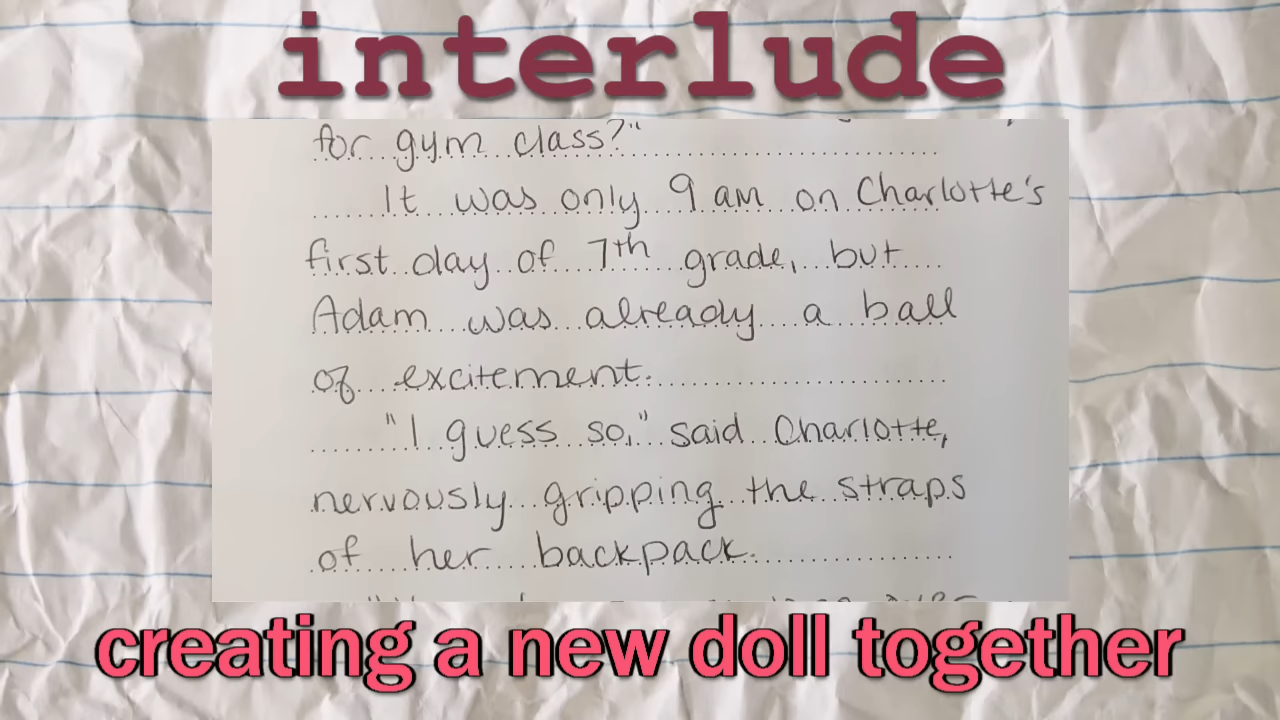 interlude
for gym class?"
It was only 9 am on Charlotte's
first day of 7th grade, but
Adam was already a ball
of excitement.
"I guess so," said Charlotte,
nervously gripping the straps
of her backpack.
creating a new doll together